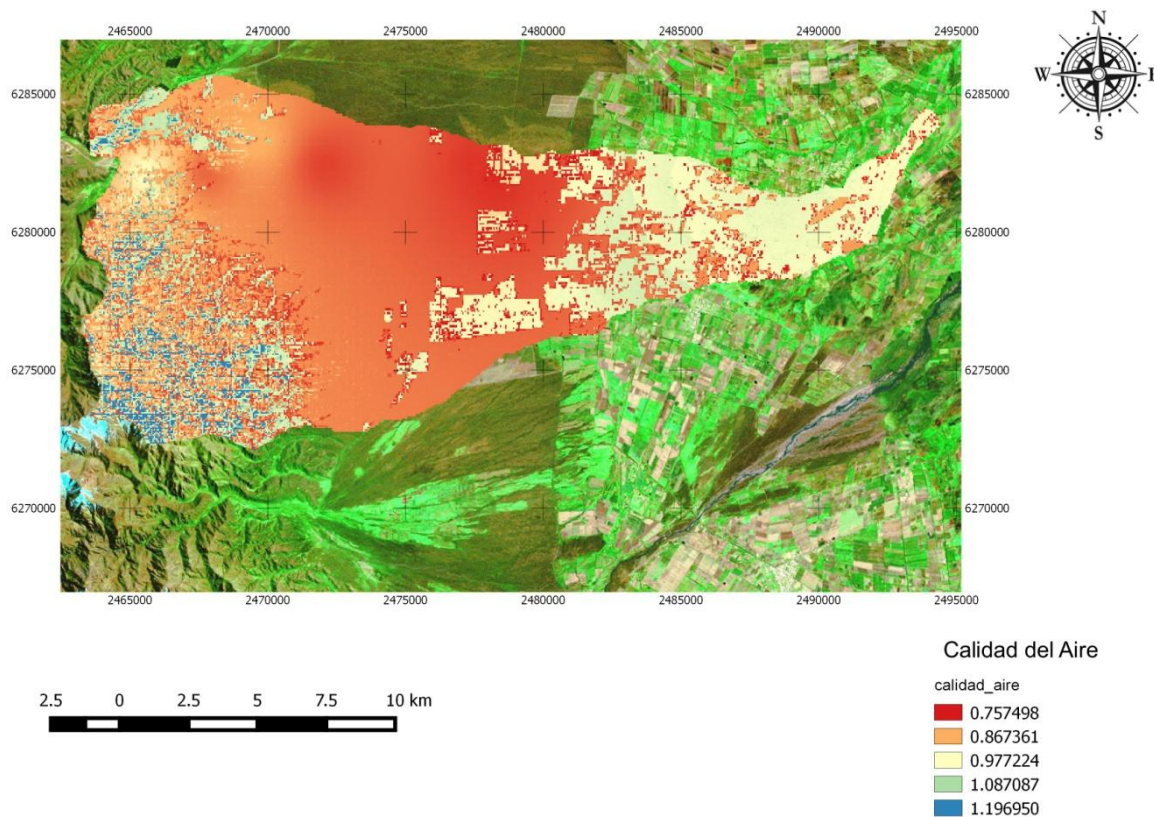 2465000 2470000 2475000 2480000 2485000 2490000 2495000
N
W
S
6285000 6285000
6280000 6280000
6275000 6275000
6270000 6270000
2465000 2470000 2475000 2480000 2485000 2490000 2495000
Calidad del Aire
calidad_aire
2.5 0 2.5 5 7.5 10 km
0.757498
0.867361
0.977224
1.087087
1.196950